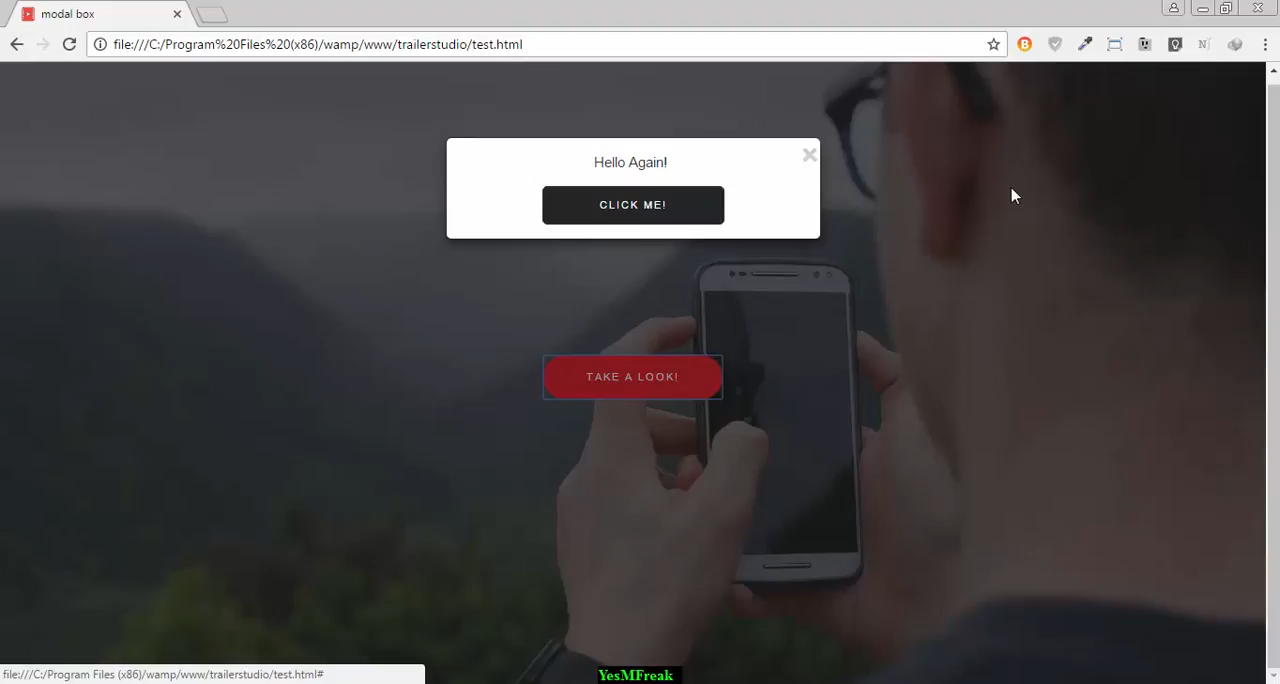 modal box
file:///C:/Program%20Files%20(x86)/wamp/www/trailerstudio/test.html
Hello Again!
CLICK ME!
TAKE A LOOK!
file:///C:/Program Files (x86)/wamp/www/trailerstudio/test.html#
YesMFreak